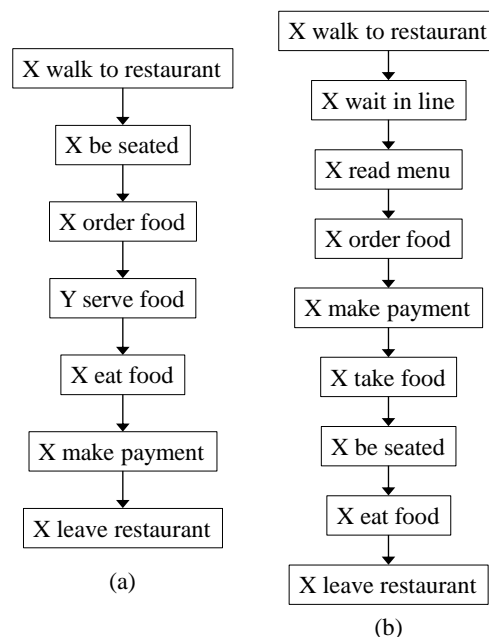 X walk to restaurant
X be seated
X order food
Y serve food
X eat food
X make payment
X leave restaurant
(a)
X walk to restaurant
X wait in line
X read menu
X order food
X make payment
X take food
X be seated
X eat food
X leave restaurant
(b)